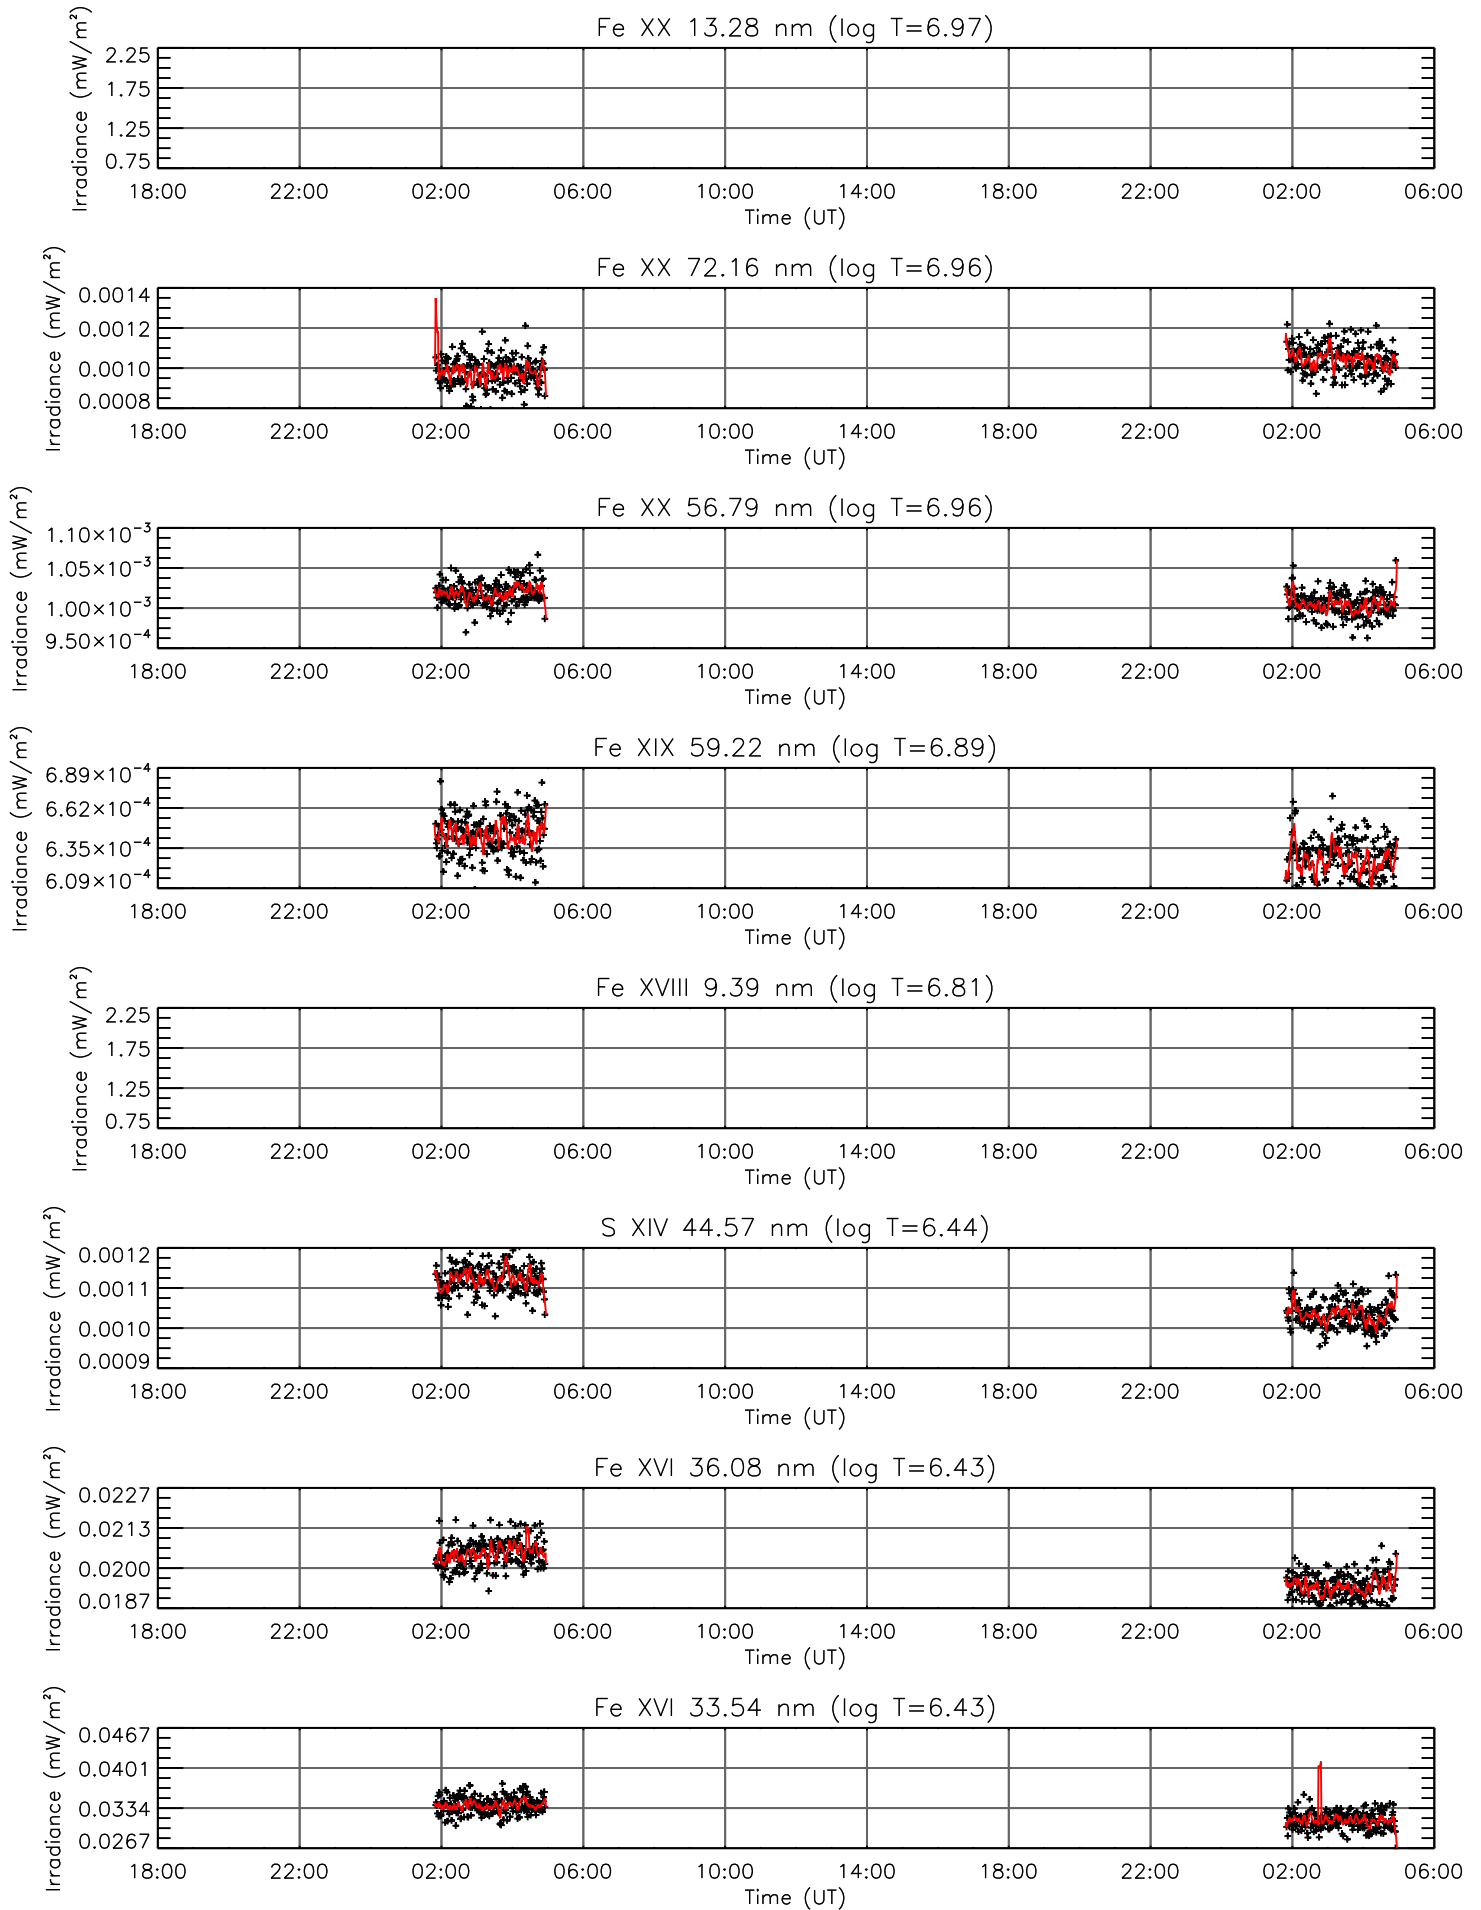 Fe XX 13.28 nm (log T=6.97)
Irradiance (mW/m²)
2.25
1.75
1.25
0.75
18:00 22:00 02:00 06:00 10:00 14:00 18:00 22:00 02:00 06:00
Time (UT)
Fe XX 72.16 nm (log T=6.96)
Irradiance (mW/m²)
0.0014
0.0012
0.0010
0.0008
18:00 22:00 02:00 06:00 10:00 14:00 18:00 22:00 02:00 06:00
Time (UT)
Fe XX 56.79 nm (log T=6.96)
Irradiance (mW/m²)
1.10×10⁻³
1.05×10⁻³
1.00×10⁻³
9.50×10⁻⁴
18:00 22:00 02:00 06:00 10:00 14:00 18:00 22:00 02:00 06:00
Time (UT)
Fe XIX 59.22 nm (log T=6.89)
Irradiance (mW/m²)
6.89×10⁻⁴
6.62×10⁻⁴
6.35×10⁻⁴
6.09×10⁻⁴
18:00 22:00 02:00 06:00 10:00 14:00 18:00 22:00 02:00 06:00
Time (UT)
Fe XVIII 9.39 nm (log T=6.81)
Irradiance (mW/m²)
2.25
1.75
1.25
0.75
18:00 22:00 02:00 06:00 10:00 14:00 18:00 22:00 02:00 06:00
Time (UT)
S XIV 44.57 nm (log T=6.44)
Irradiance (mW/m²)
0.0012
0.0011
0.0010
0.0009
18:00 22:00 02:00 06:00 10:00 14:00 18:00 22:00 02:00 06:00
Time (UT)
Fe XVI 36.08 nm (log T=6.43)
Irradiance (mW/m²)
0.0227
0.0213
0.0200
0.0187
18:00 22:00 02:00 06:00 10:00 14:00 18:00 22:00 02:00 06:00
Time (UT)
Fe XVI 33.54 nm (log T=6.43)
Irradiance (mW/m²)
0.0467
0.0401
0.0334
0.0267
18:00 22:00 02:00 06:00 10:00 14:00 18:00 22:00 02:00 06:00
Time (UT)